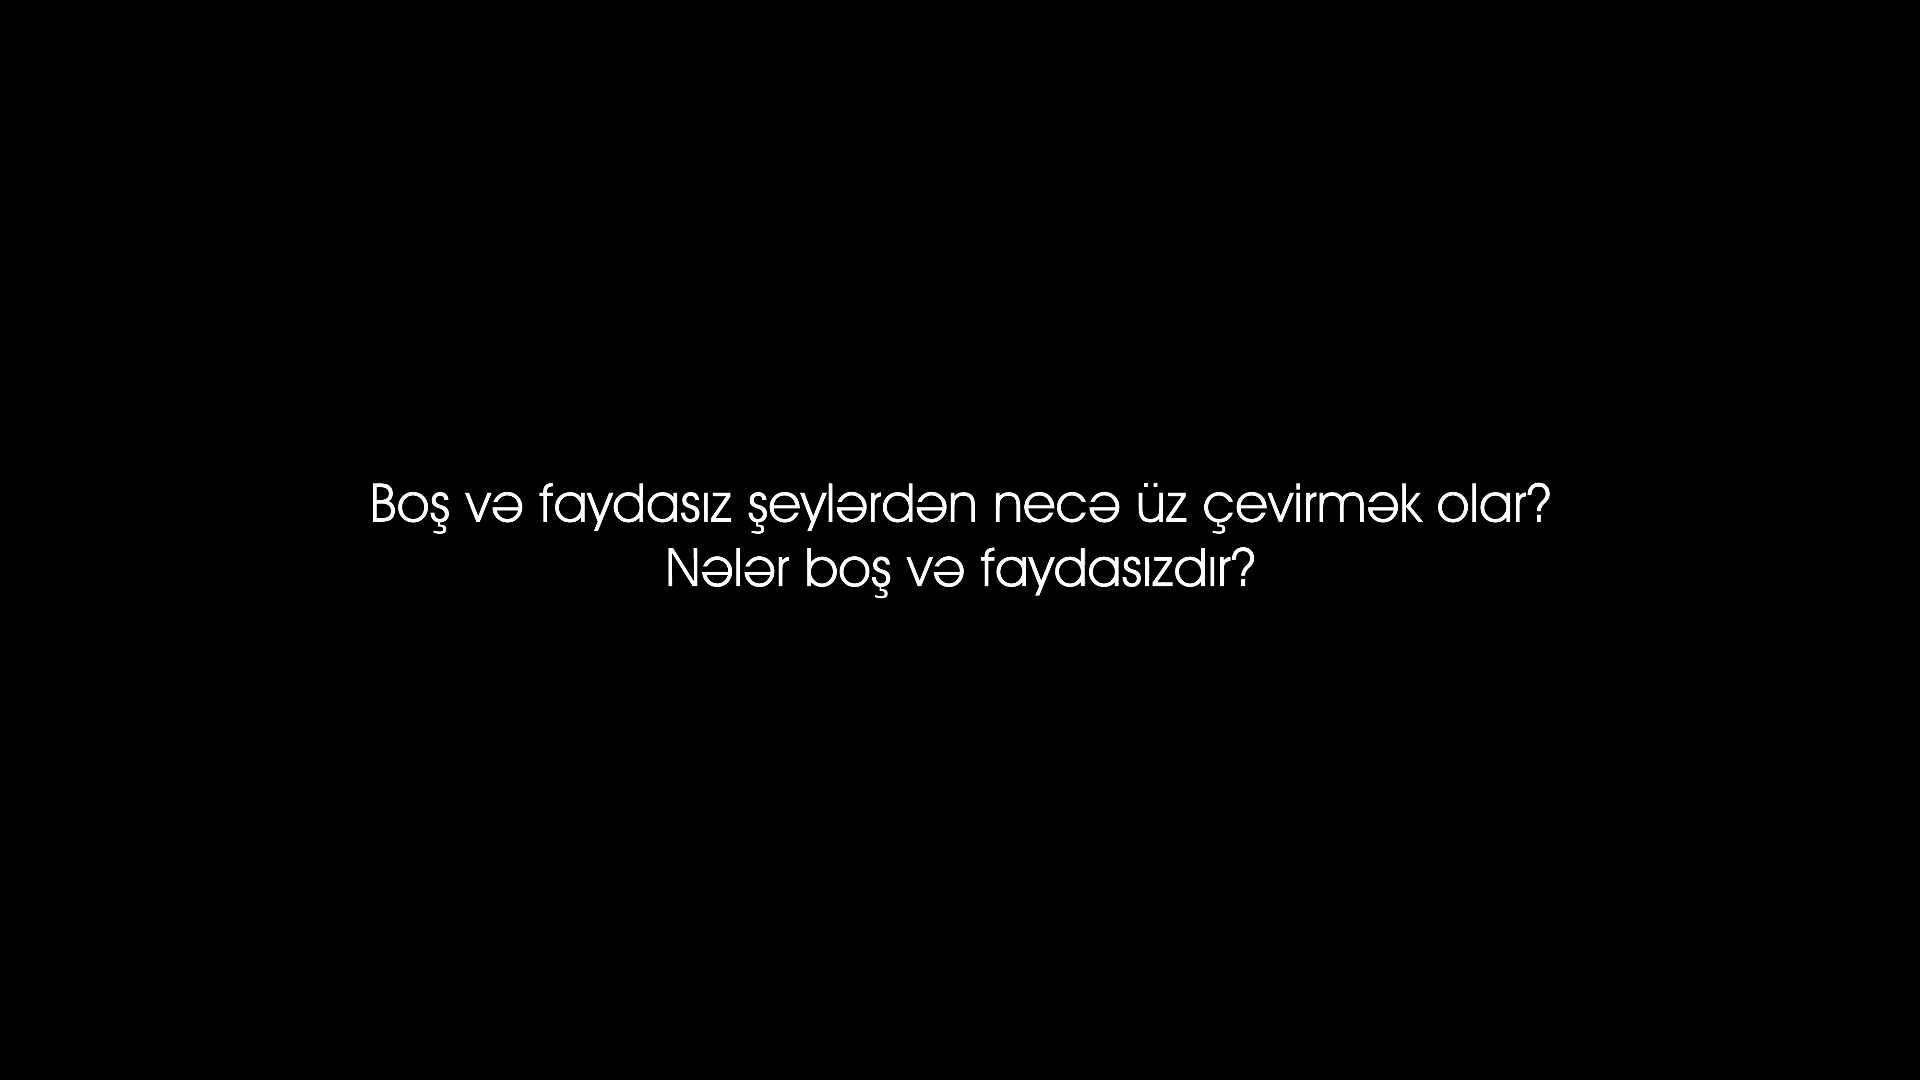 Boş və faydasız şeylərdən necə üz çevirmək olar?
Nələr boş və faydasızdır?